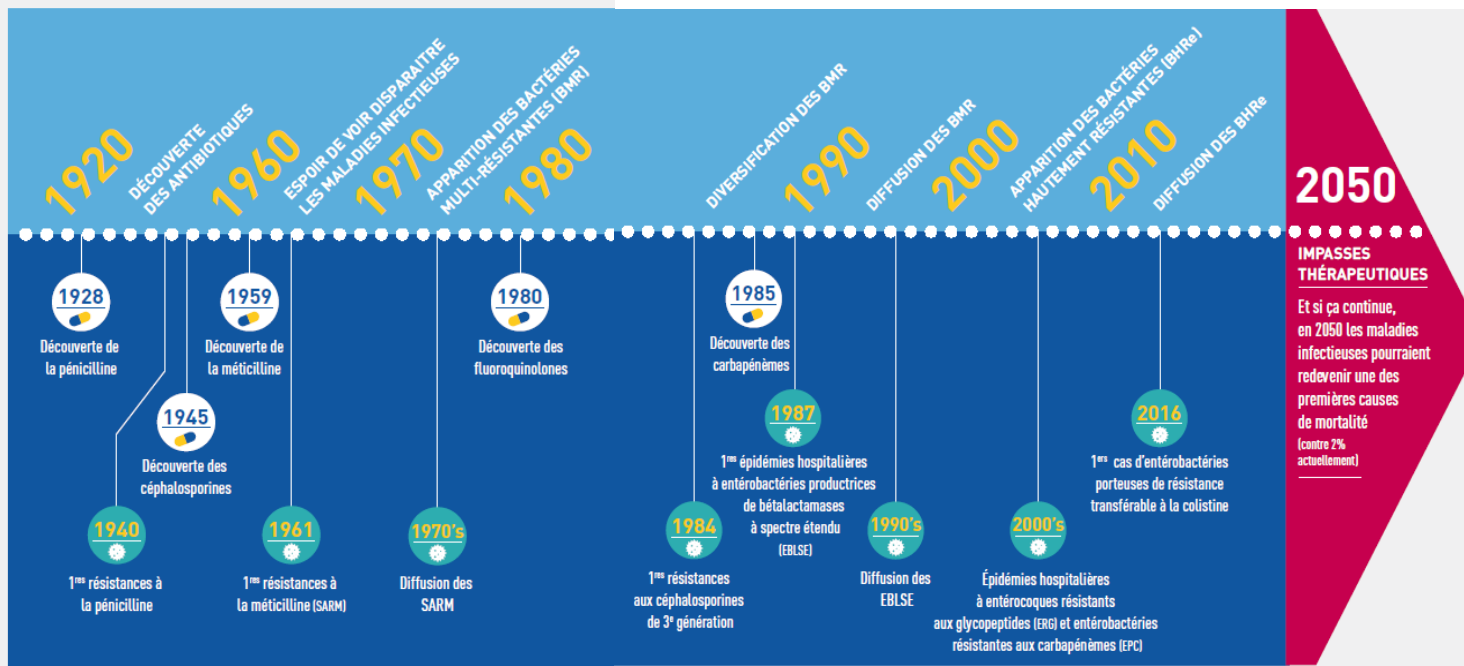 1920
DÉCOUVERTE
DES ANTIBIOTIQUES
1960
ESPOIR DE VOIR DISPARAITRE
LES MALADIES INFECTIEUSES
1970
APPARITION DES BACTÉRIES
MULTI-RÉSISTANTES (BMR)
1980
DIVERSIFICATION DES BMR
1990
DIFFUSION DES BMR
2000
APPARITION DES BACTÉRIES
HAUTEMENT RÉSISTANTES (BHRe)
2010
DIFFUSION DES BHRe
2050
IMPASSES
THÉRAPEUTIQUES
Et si ça continue,
en 2050 les maladies
infectieuses pourraient
redevenir une des
premières causes
de mortalité
(contre 2%
actuellement)
1928
Découverte de
la pénicilline
1959
Découverte de
la méticilline
1980
Découverte des
fluoroquinolones
1985
Découverte des
carbapénèmes
1945
Découverte des
céphalosporines
1987
1res épidémies hospitalières
à entérobactéries productrices
de bétalactamases
à spectre étendu
(EBLSE)
2016
1ers cas d'entérobactéries
porteuses de résistance
transférable à la colistine
1940
1res résistances à
la pénicilline
1961
1res résistances à
la méticilline (SARM)
1970's
Diffusion des
SARM
1984
1res résistances
aux céphalosporines
de 3e génération
1990's
Diffusion des
EBLSE
2000's
Épidémies hospitalières
à entérocoques résistants
aux glycopeptides (ERG) et entérobactéries
résistantes aux carbapénèmes (EPC)